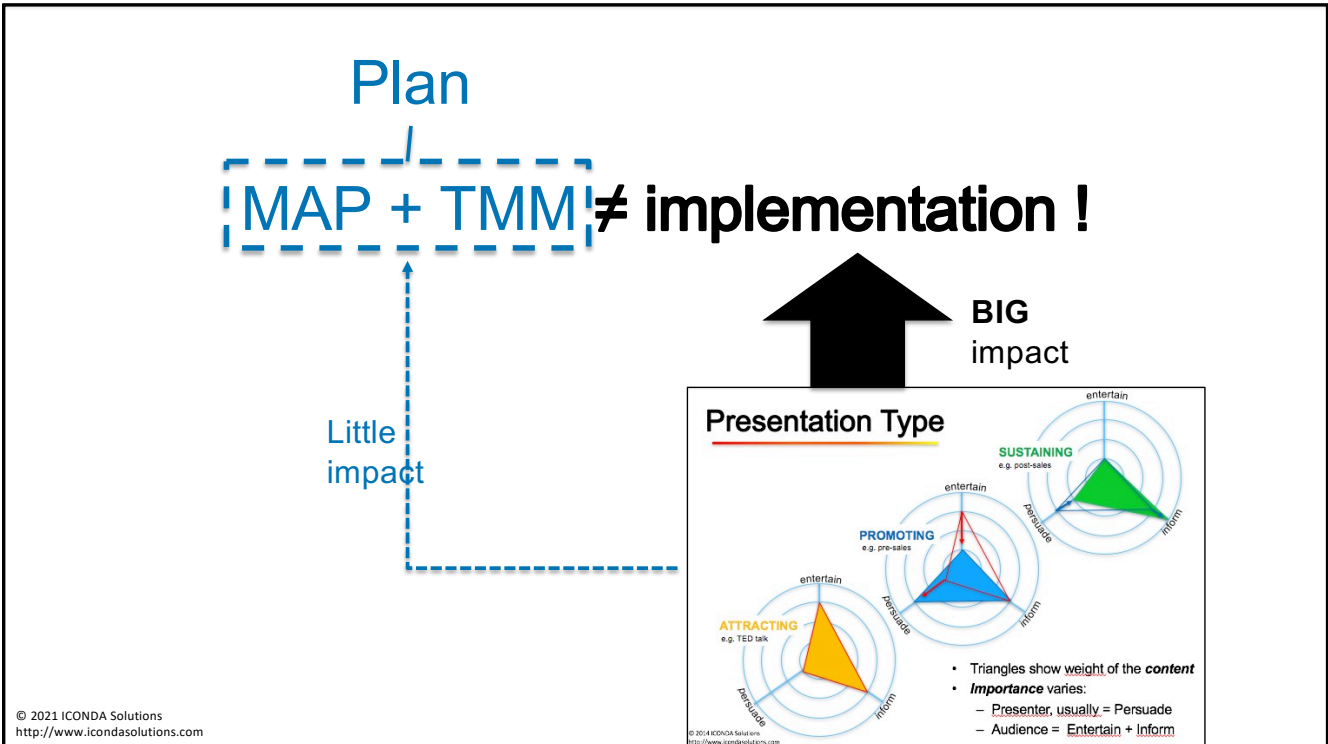 Plan
MAP + TMM ≠ implementation !
BIG
impact
Little
impact
Presentation Type
entertain
SUSTAINING
e.g. post-sales
persuade
inform
entertain
PROMOTING
e.g. pre-sales
persuade
inform
entertain
ATTRACTING
e.g. TED talk
persuade
inform
• Triangles show weight of the content
• Importance varies:
– Presenter, usually = Persuade
– Audience = Entertain + Inform
© 2014 ICONDA Solutions
http://www.icondasolutions.com
© 2021 ICONDA Solutions
http://www.icondasolutions.com